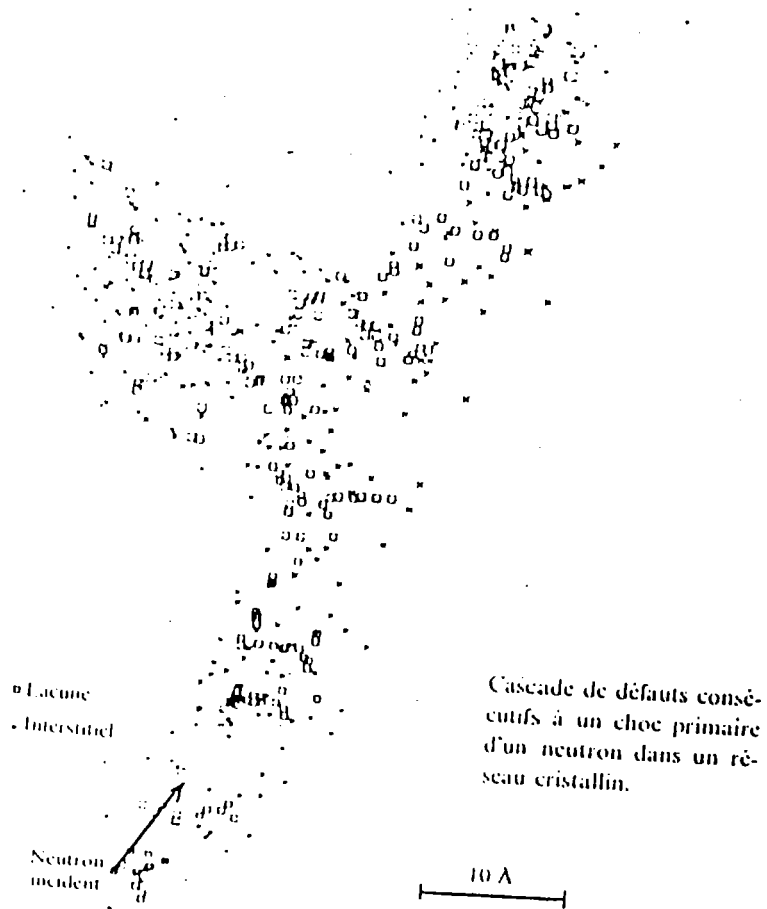 Lacune
Interstitiel
Neutron
incident
Cascade de défauts consé-
cutifs à un choc primaire
d'un neutron dans un ré-
seau cristallin.
10 Å